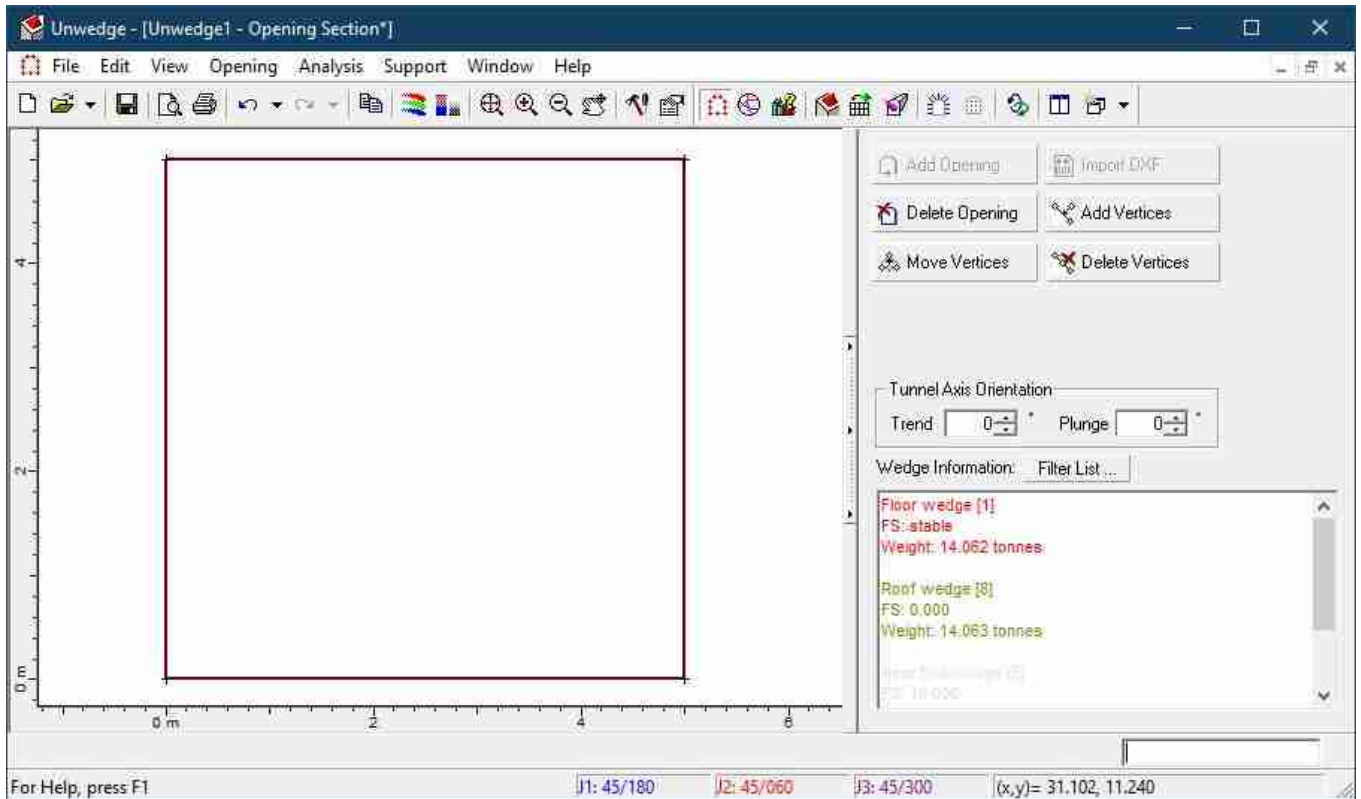 Unwedge - [Unwedge1 - Opening Section*]
File Edit View Opening Analysis Support Window Help
Add Opening Import DXF
Delete Opening Add Vertices
Move Vertices Delete Vertices
Tunnel Axis Orientation
Trend 0 ° Plunge 0 °
Wedge Information: Filter List ...
Floor wedge [1]
FS: stable
Weight: 14.062 tonnes
Roof wedge [8]
FS: 0.000
Weight: 14.063 tonnes
4
2
0 m
0 m 2 4 6
For Help, press F1 J1: 45/180 J2: 45/060 J3: 45/300 (x,y)= 31.102, 11.240